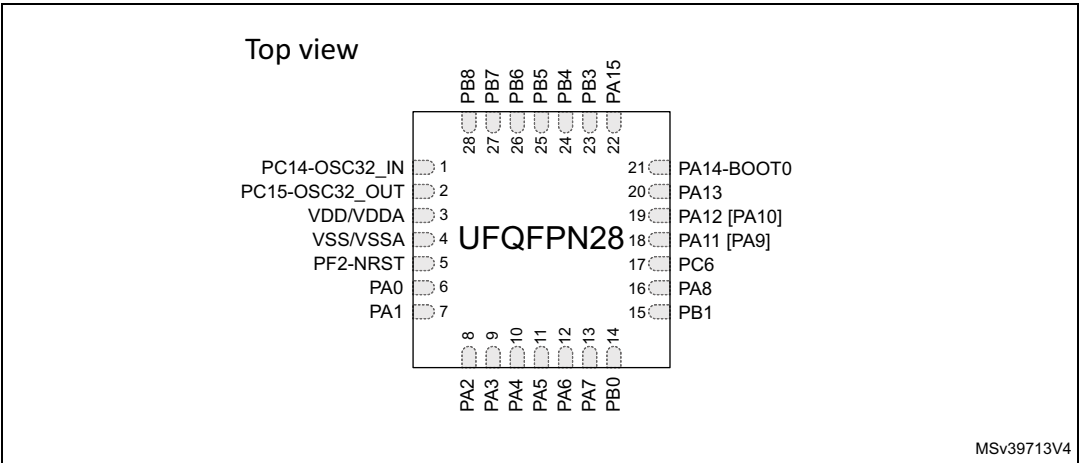 Top view
PB8
PB7
PB6
PB5
PB4
PB3
PA15
28
27
26
25
24
23
22
PC14-OSC32_IN 1
PC15-OSC32_OUT 2
VDD/VDDA 3
VSS/VSSA 4
PF2-NRST 5
PA0 6
PA1 7
UFQFPN28
21 PA14-BOOT0
20 PA13
19 PA12 [PA10]
18 PA11 [PA9]
17 PC6
16 PA8
15 PB1
8
9
10
11
12
13
14
PA2
PA3
PA4
PA5
PA6
PA7
PB0
MSv39713V4